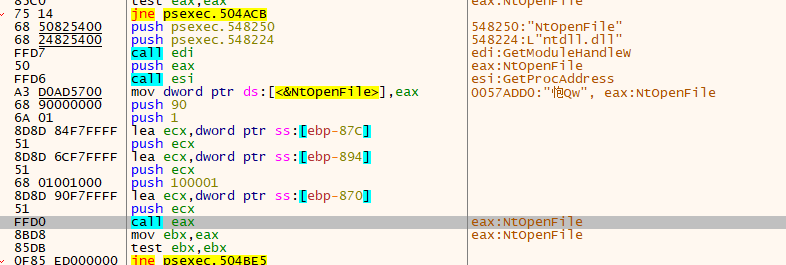 85C0 test eax,eax eax:NtOpenFile
75 14 jne psexec.504ACB
68 50825400 push psexec.548250 548250:"NtOpenFile"
68 24825400 push psexec.548224 548224:L"ntdll.dll"
FFD7 call edi edi:GetModuleHandleW
50 push eax eax:NtOpenFile
FFD6 call esi esi:GetProcAddress
A3 D0AD5700 mov dword ptr ds:[<&NtOpenFile>],eax 0057ADD0:" Qw", eax:NtOpenFile
68 90000000 push 90
6A 01 push 1
8D8D 84F7FFFF lea ecx,dword ptr ss:[ebp-87C]
51 push ecx
8D8D 6CF7FFFF lea ecx,dword ptr ss:[ebp-894]
51 push ecx
68 01001000 push 100001
8D8D 90F7FFFF lea ecx,dword ptr ss:[ebp-870]
51 push ecx
FFD0 call eax eax:NtOpenFile
8BD8 mov ebx,eax eax:NtOpenFile
85DB test ebx,ebx
0F85 ED000000 jne psexec.504BE5